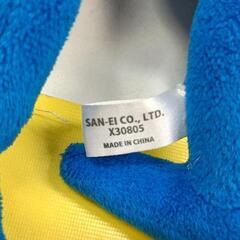 SAN-EI CO., LTD.
X30805
MADE IN CHINA